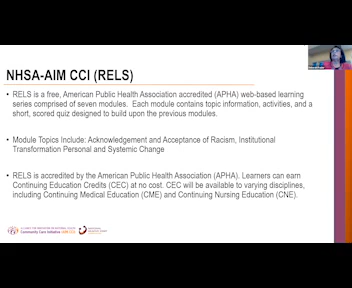 NHSA-AIM CCI (RELS)
• RELS is a free, American Public Health Association accredited (APHA) web-based learning
series comprised of seven modules.  Each module contains topic information, activities, and a
short, scored quiz designed to build upon the previous modules.
• Module Topics Include: Acknowledgement and Acceptance of Racism, Institutional
Transformation Personal and Systemic Change
• RELS is accredited by the American Public Health Association (APHA). Learners can earn
Continuing Education Credits (CEC) at no cost. CEC will be available to varying disciplines,
including Continuing Medical Education (CME) and Continuing Nursing Education (CNE).
Community Care Initiative | AIM CCI